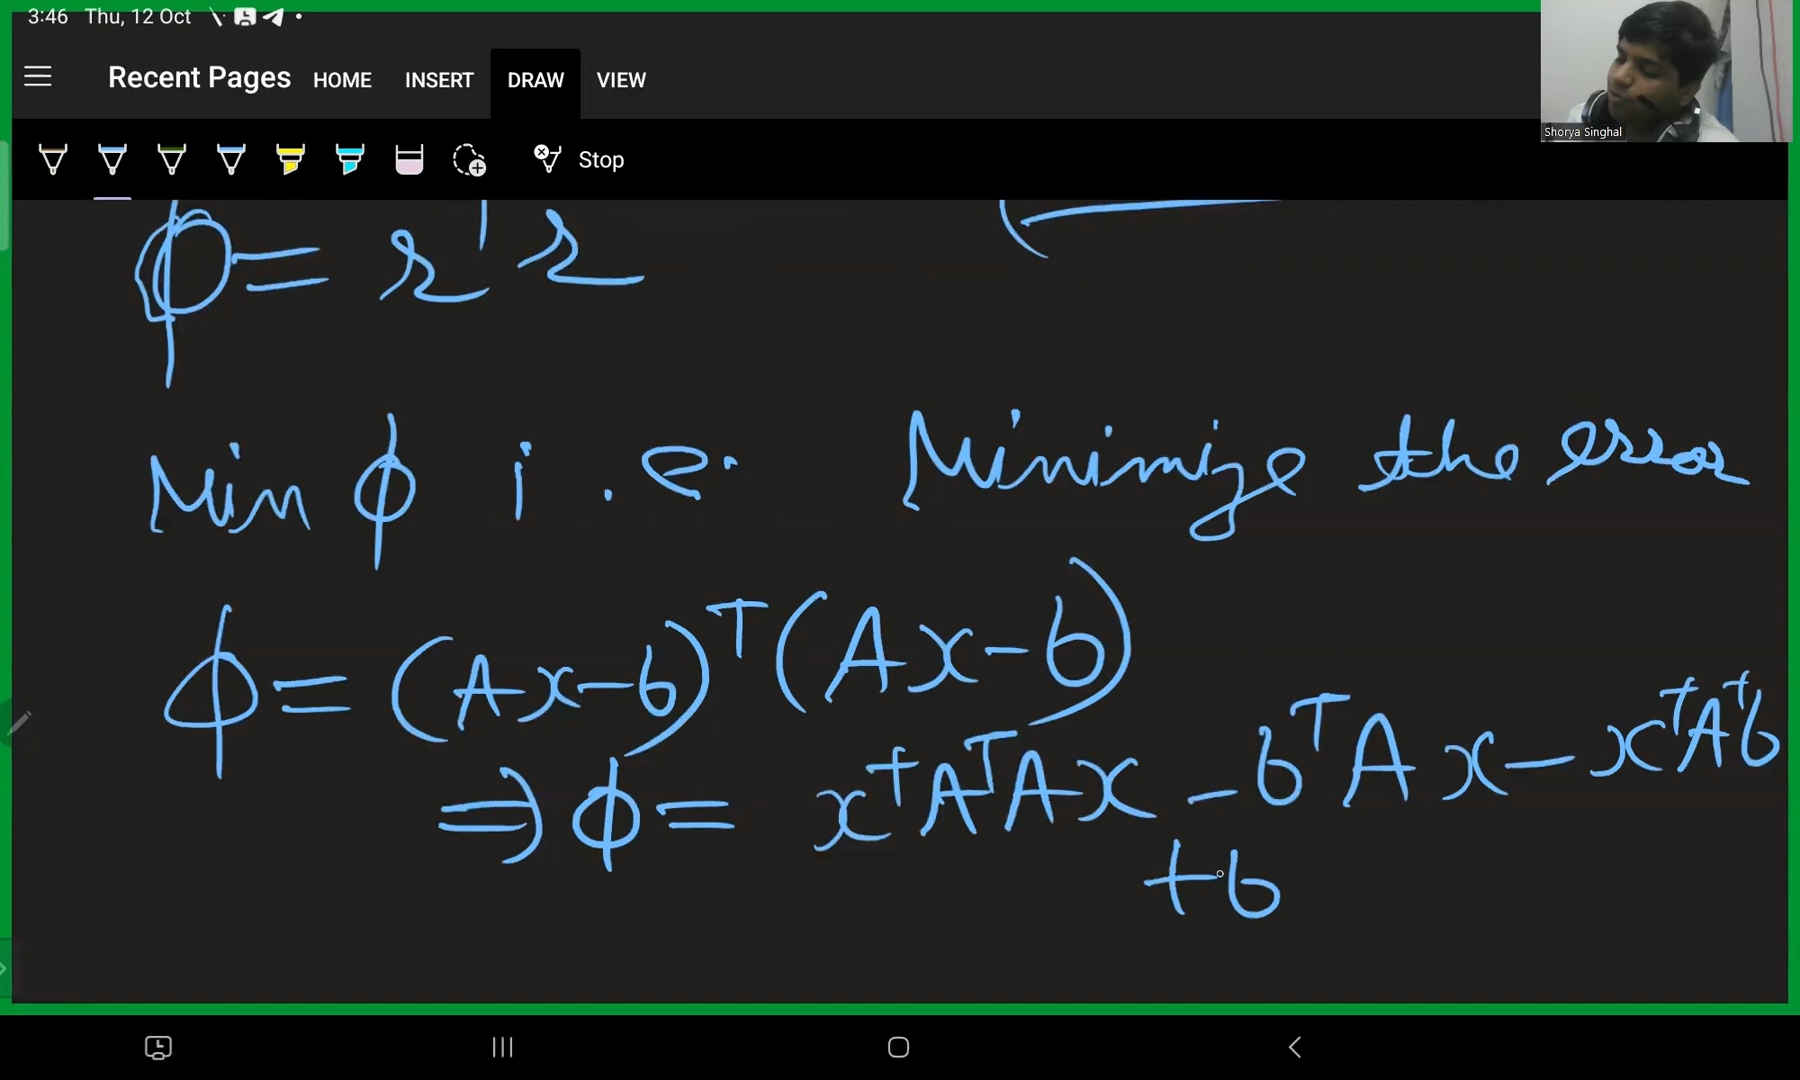 3:46 Thu, 12 Oct
Recent Pages HOME INSERT DRAW VIEW
Shorya Singhal
Stop
ϕ = r^T r
Min ϕ i.e. Minimize the error
ϕ = (Ax-b)^T (Ax-b)
⇒ ϕ = x^T A^T A x - b^T A x - x^T A^T b
+b